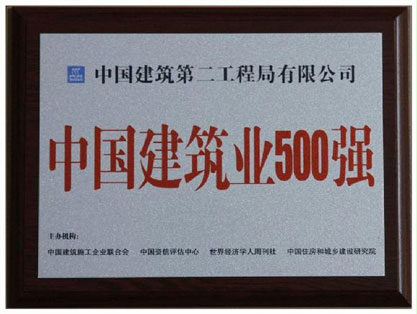 中国建筑第二工程局有限公司
中国建筑业500强
主办机构:
中国建筑施工企业联合会 中国资信评估中心 世界经济学人周刊社 中国住房和城乡建设研究院